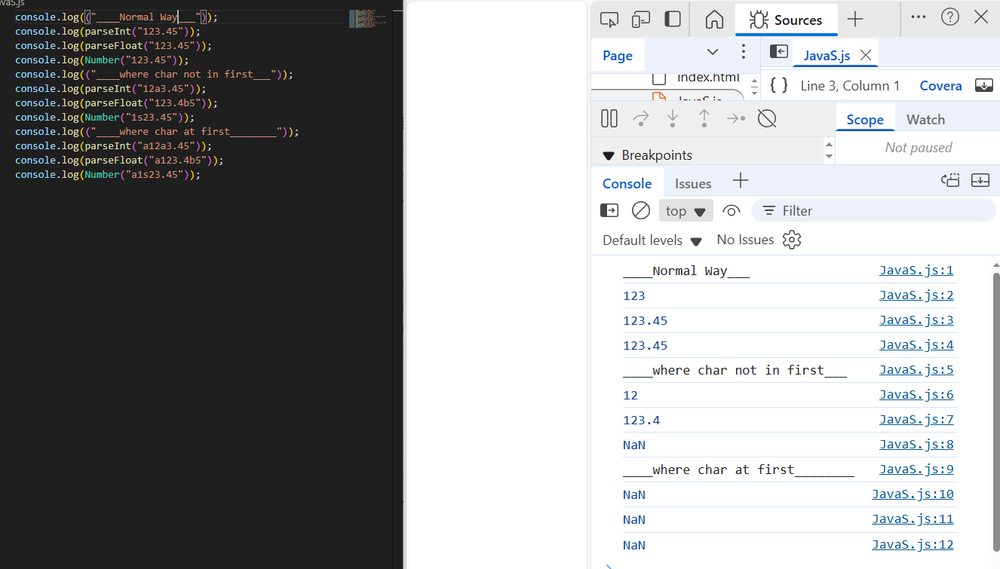 console.log(("____Normal Way___"));
console.log(parseInt("123.45"));
console.log(parseFloat("123.45"));
console.log(Number("123.45"));
console.log(("____where char not in first___"));
console.log(parseInt("12a3.45"));
console.log(parseFloat("123.4b5"));
console.log(Number("1s23.45"));
console.log(("____where char at first________"));
console.log(parseInt("a12a3.45"));
console.log(parseFloat("a123.4b5"));
console.log(Number("a1s23.45"));
Sources
Page
JavaS.js
index.html
JavaS.js
{ } Line 3, Column 1 Covera
Scope Watch
Not paused
Breakpoints
Console Issues
top Filter
Default levels No Issues
____Normal Way___ JavaS.js:1
123 JavaS.js:2
123.45 JavaS.js:3
123.45 JavaS.js:4
____where char not in first___ JavaS.js:5
12 JavaS.js:6
123.4 JavaS.js:7
NaN JavaS.js:8
____where char at first________ JavaS.js:9
NaN JavaS.js:10
NaN JavaS.js:11
NaN JavaS.js:12